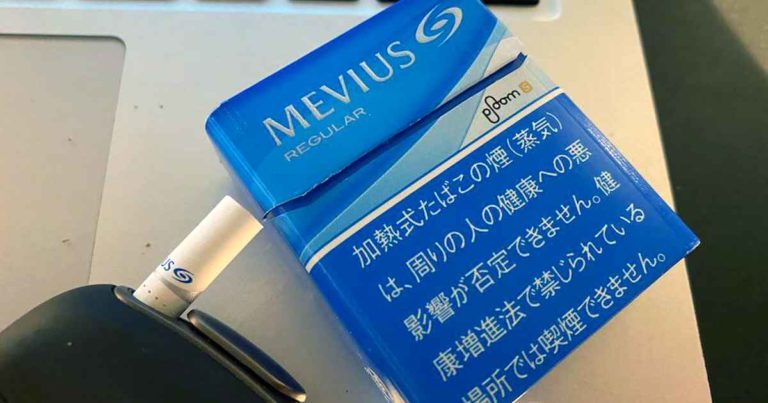 MEVIUS
REGULAR
ploom S
加熱式たばこの煙(蒸気)
は、周りの人の健康への悪
影響が否定できません。健
康増進法で禁じられている
場所では喫煙できません。
US